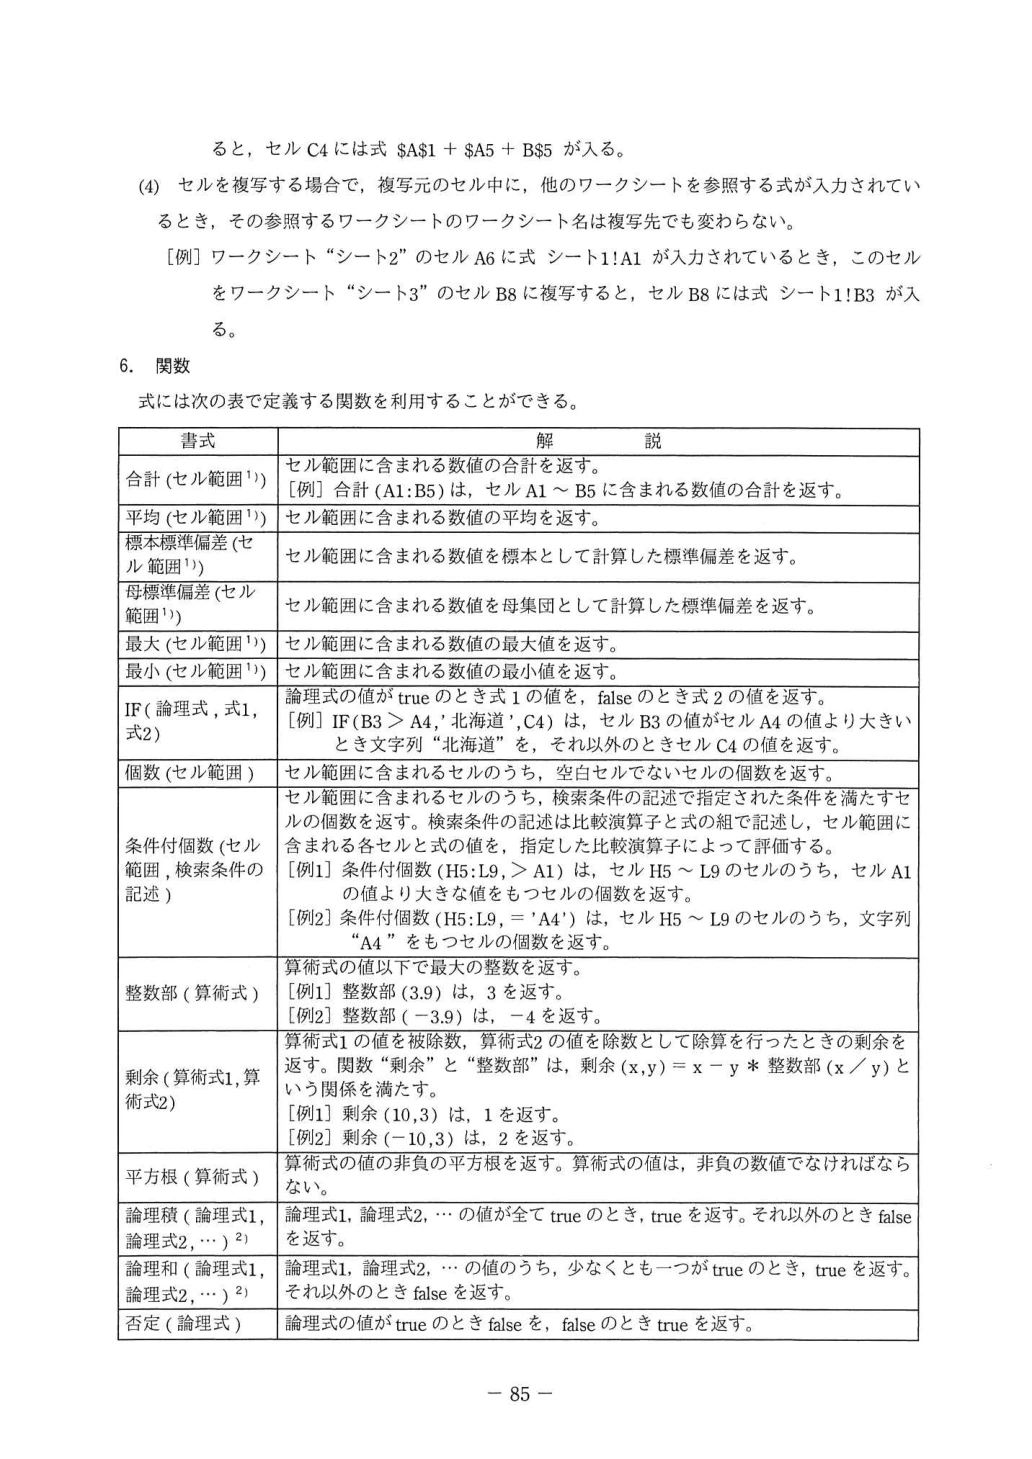 ると，セル C4 には式 $A$1 ＋ $A5 ＋ B$5 が入る。
(4) セルを複写する場合で，複写元のセル中に，他のワークシートを参照する式が入力されてい
るとき，その参照するワークシートのワークシート名は複写先でも変わらない。
［例］ワークシート“シート2”のセル A6 に式 シート1!A1 が入力されているとき，このセル
をワークシート“シート3”のセル B8 に複写すると，セル B8 には式 シート1!B3 が入
る。
6. 関数
式には次の表で定義する関数を利用することができる。
書式 解 説
合計 (セル範囲1))
セル範囲に含まれる数値の合計を返す。
［例］合計 (A1:B5) は，セル A1 ～ B5 に含まれる数値の合計を返す。
平均 (セル範囲1)) セル範囲に含まれる数値の平均を返す。
標本標準偏差 (セ
ル 範囲1))
セル範囲に含まれる数値を標本として計算した標準偏差を返す。
母標準偏差 (セル
範囲1))
セル範囲に含まれる数値を母集団として計算した標準偏差を返す。
最大 (セル範囲1)) セル範囲に含まれる数値の最大値を返す。
最小 (セル範囲1)) セル範囲に含まれる数値の最小値を返す。
IF( 論理式 , 式1,
式2)
論理式の値が true のとき式 1 の値を，false のとき式 2 の値を返す。
［例］IF(B3 ＞ A4,' 北海道 ',C4) は，セル B3 の値がセル A4 の値より大きい
とき文字列“北海道”を，それ以外のときセル C4 の値を返す。
個数 (セル範囲 ) セル範囲に含まれるセルのうち，空白セルでないセルの個数を返す。
条件付個数 (セル
範囲 , 検索条件の
記述 )
セル範囲に含まれるセルのうち，検索条件の記述で指定された条件を満たすセ
ルの個数を返す。検索条件の記述は比較演算子と式の組で記述し，セル範囲に
含まれる各セルと式の値を，指定した比較演算子によって評価する。
［例1］条件付個数 (H5:L9, ＞ A1) は，セル H5 ～ L9 のセルのうち，セル A1
の値より大きな値をもつセルの個数を返す。
［例2］条件付個数 (H5:L9, ＝ 'A4') は，セル H5 ～ L9 のセルのうち，文字列
“A4 ”をもつセルの個数を返す。
整数部 ( 算術式 )
算術式の値以下で最大の整数を返す。
［例1］整数部 (3.9) は，3 を返す。
［例2］整数部 ( －3.9) は，－4 を返す。
剰余 ( 算術式1, 算
術式2)
算術式1 の値を被除数，算術式2 の値を除数として除算を行ったときの剰余を
返す。関数“剰余”と“整数部”は，剰余 (x,y) ＝ x － y ＊ 整数部 (x ／ y) と
いう関係を満たす。
［例1］剰余 (10,3) は，1 を返す。
［例2］剰余 (－10,3) は，2 を返す。
平方根 ( 算術式 )
算術式の値の非負の平方根を返す。算術式の値は，非負の数値でなければなら
ない。
論理積 ( 論理式1,
論理式2, … ) 2)
論理式1, 論理式2, … の値が全て true のとき, true を返す。それ以外のとき false
を返す。
論理和 ( 論理式1,
論理式2, … ) 2)
論理式1, 論理式2, … の値のうち，少なくとも一つが true のとき，true を返す。
それ以外のとき false を返す。
否定 ( 論理式 ) 論理式の値が true のとき false を，false のとき true を返す。
－ 85 －